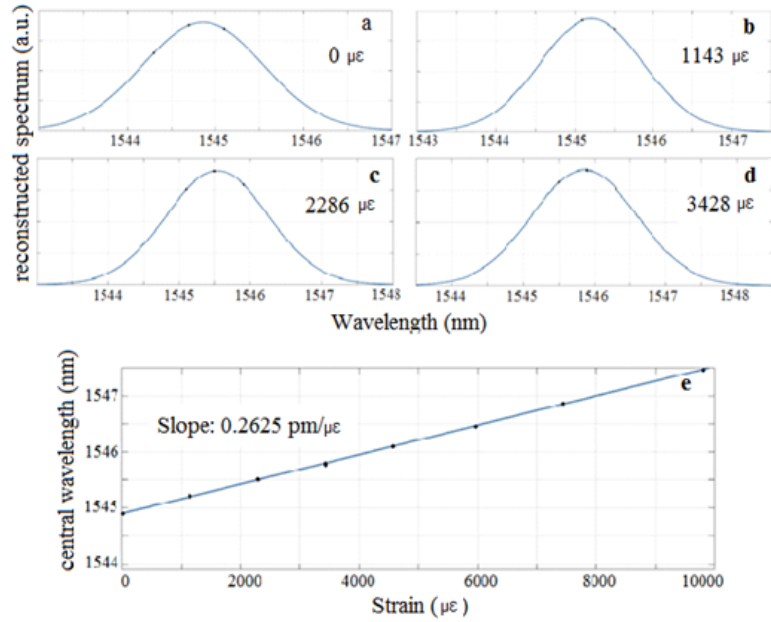 reconstructed spectrum (a.u.)
a
0 με
1544 1545 1546 1547
b
1143 με
1543 1544 1545 1546 1547
c
2286 με
1544 1545 1546 1547 1548
d
3428 με
1544 1545 1546 1547 1548
Wavelength (nm)
central wavelength (nm)
e
1547
1546
1545
1544
Slope: 0.2625 pm/με
0 2000 4000 6000 8000 10000
Strain (με)